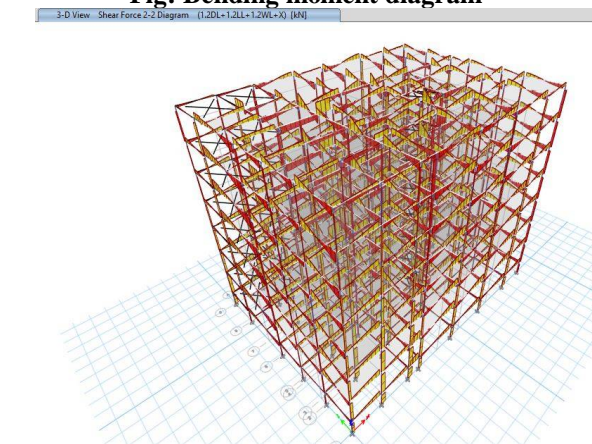 Fig: Bending moment diagram
3-D View Shear Force 2-2 Diagram (1.2DL+1.2LL+1.2WL+X) [kN]